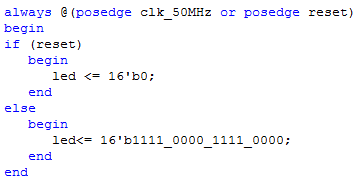 always @(posedge clk_50MHz or posedge reset)
begin
if (reset)
   begin
      led <= 16'b0;
   end
else
   begin
      led<= 16'b1111_0000_1111_0000;
   end
end